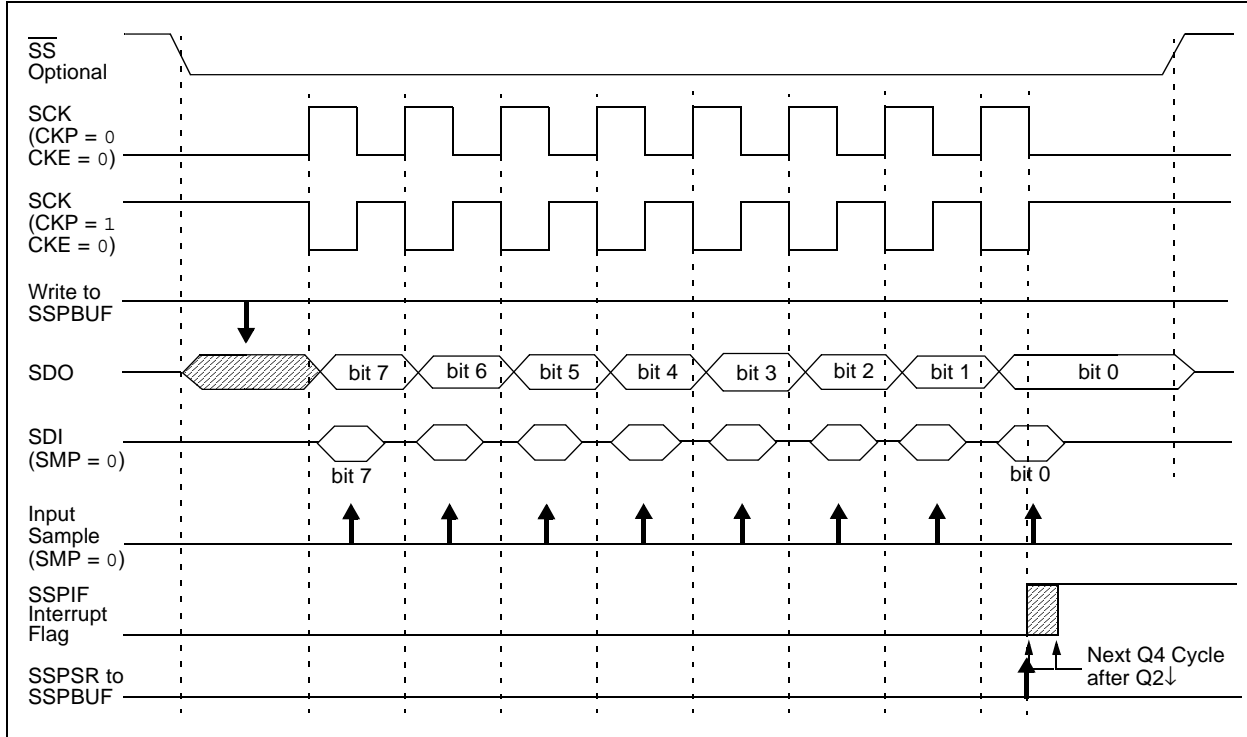 SS
Optional
SCK
(CKP = 0
CKE = 0)
SCK
(CKP = 1
CKE = 0)
Write to
SSPBUF
SDO
bit 7
bit 6
bit 5
bit 4
bit 3
bit 2
bit 1
bit 0
SDI
(SMP = 0)
bit 7
bit 0
Input
Sample
(SMP = 0)
SSPIF
Interrupt
Flag
Next Q4 Cycle
after Q2↓
SSPSR to
SSPBUF